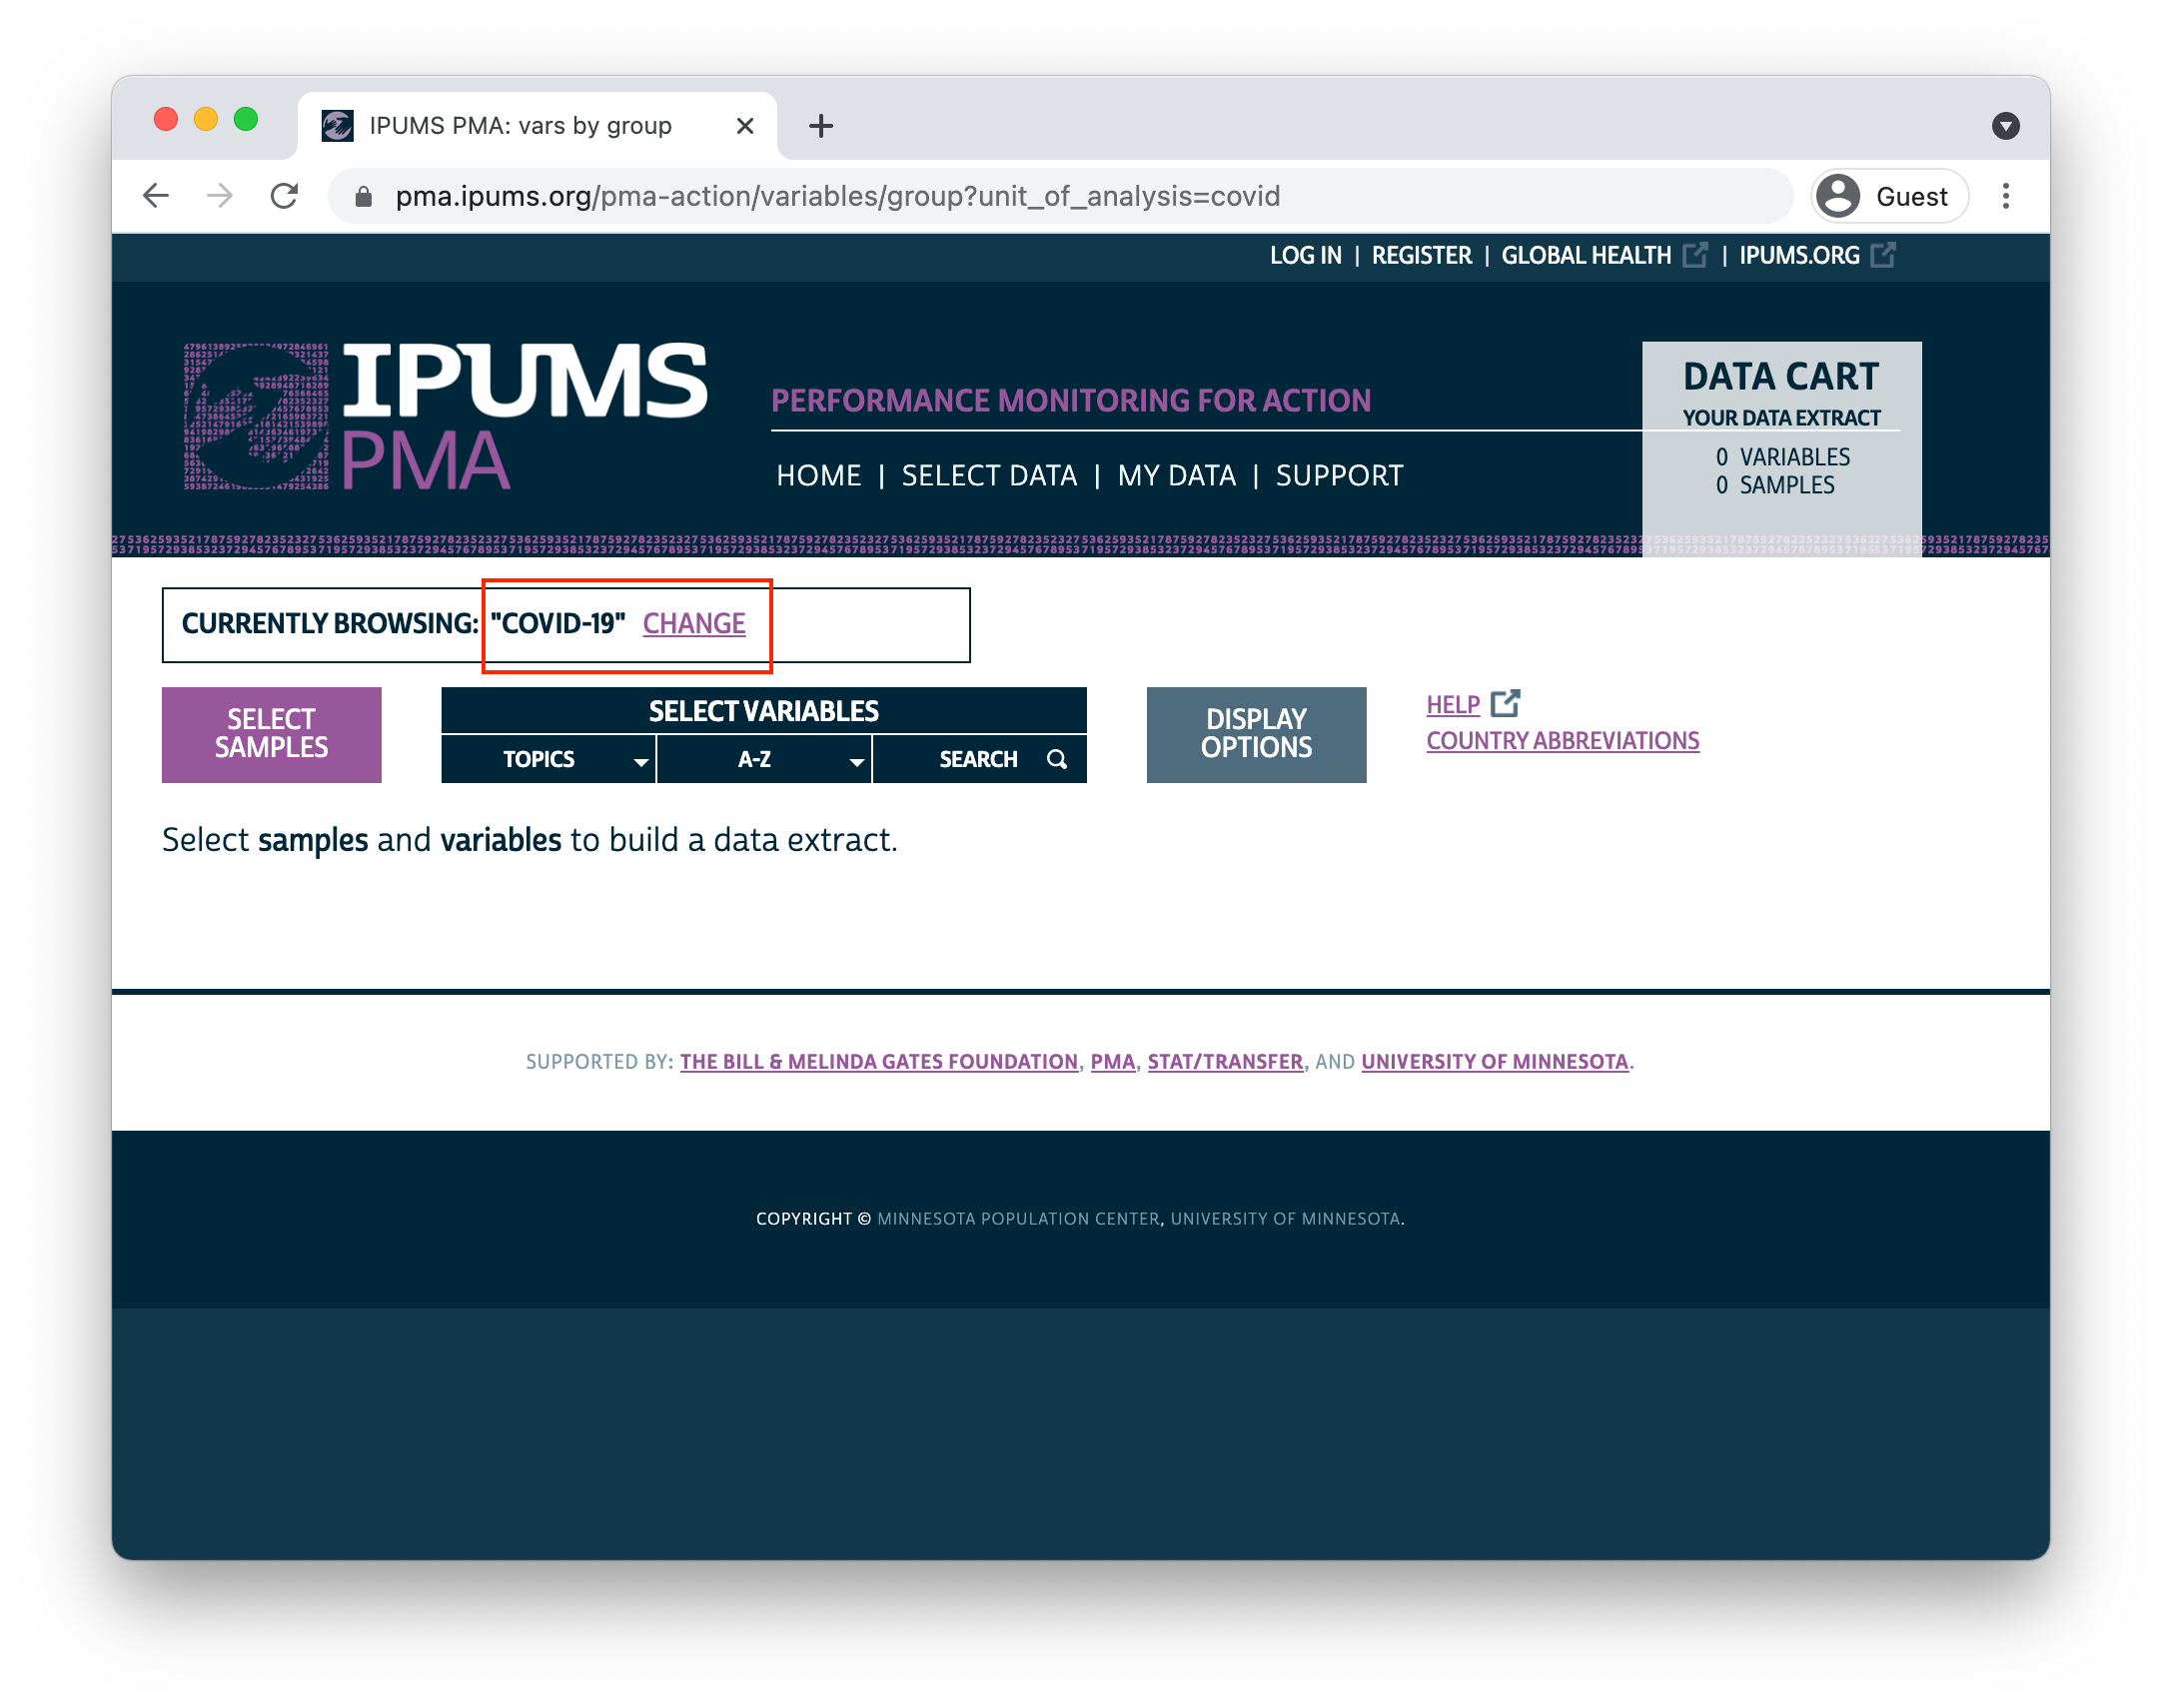 IPUMS PMA: vars by group
pma.ipums.org/pma-action/variables/group?unit_of_analysis=covid
Guest
LOG IN | REGISTER | GLOBAL HEALTH | IPUMS.ORG
IPUMS
PMA
PERFORMANCE MONITORING FOR ACTION
HOME | SELECT DATA | MY DATA | SUPPORT
DATA CART
YOUR DATA EXTRACT
0 VARIABLES
0 SAMPLES
CURRENTLY BROWSING: "COVID-19" CHANGE
SELECT
SAMPLES
SELECT VARIABLES
TOPICS
A-Z
SEARCH
DISPLAY
OPTIONS
HELP
COUNTRY ABBREVIATIONS
Select samples and variables to build a data extract.
SUPPORTED BY: THE BILL & MELINDA GATES FOUNDATION, PMA, STAT/TRANSFER, AND UNIVERSITY OF MINNESOTA.
COPYRIGHT © MINNESOTA POPULATION CENTER, UNIVERSITY OF MINNESOTA.